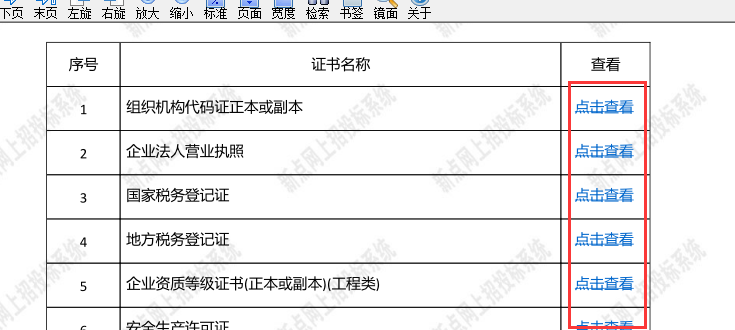 下页 末页 左旋 右旋 放大 缩小 标准 页面 宽度 检索 书签 镜面 关于
序号 证书名称 查看
1 组织机构代码证正本或副本 点击查看
2 企业法人营业执照 点击查看
3 国家税务登记证 点击查看
4 地方税务登记证 点击查看
5 企业资质等级证书(正本或副本)(工程类) 点击查看
6 安全生产许可证 点击查看
新点网上招投标系统